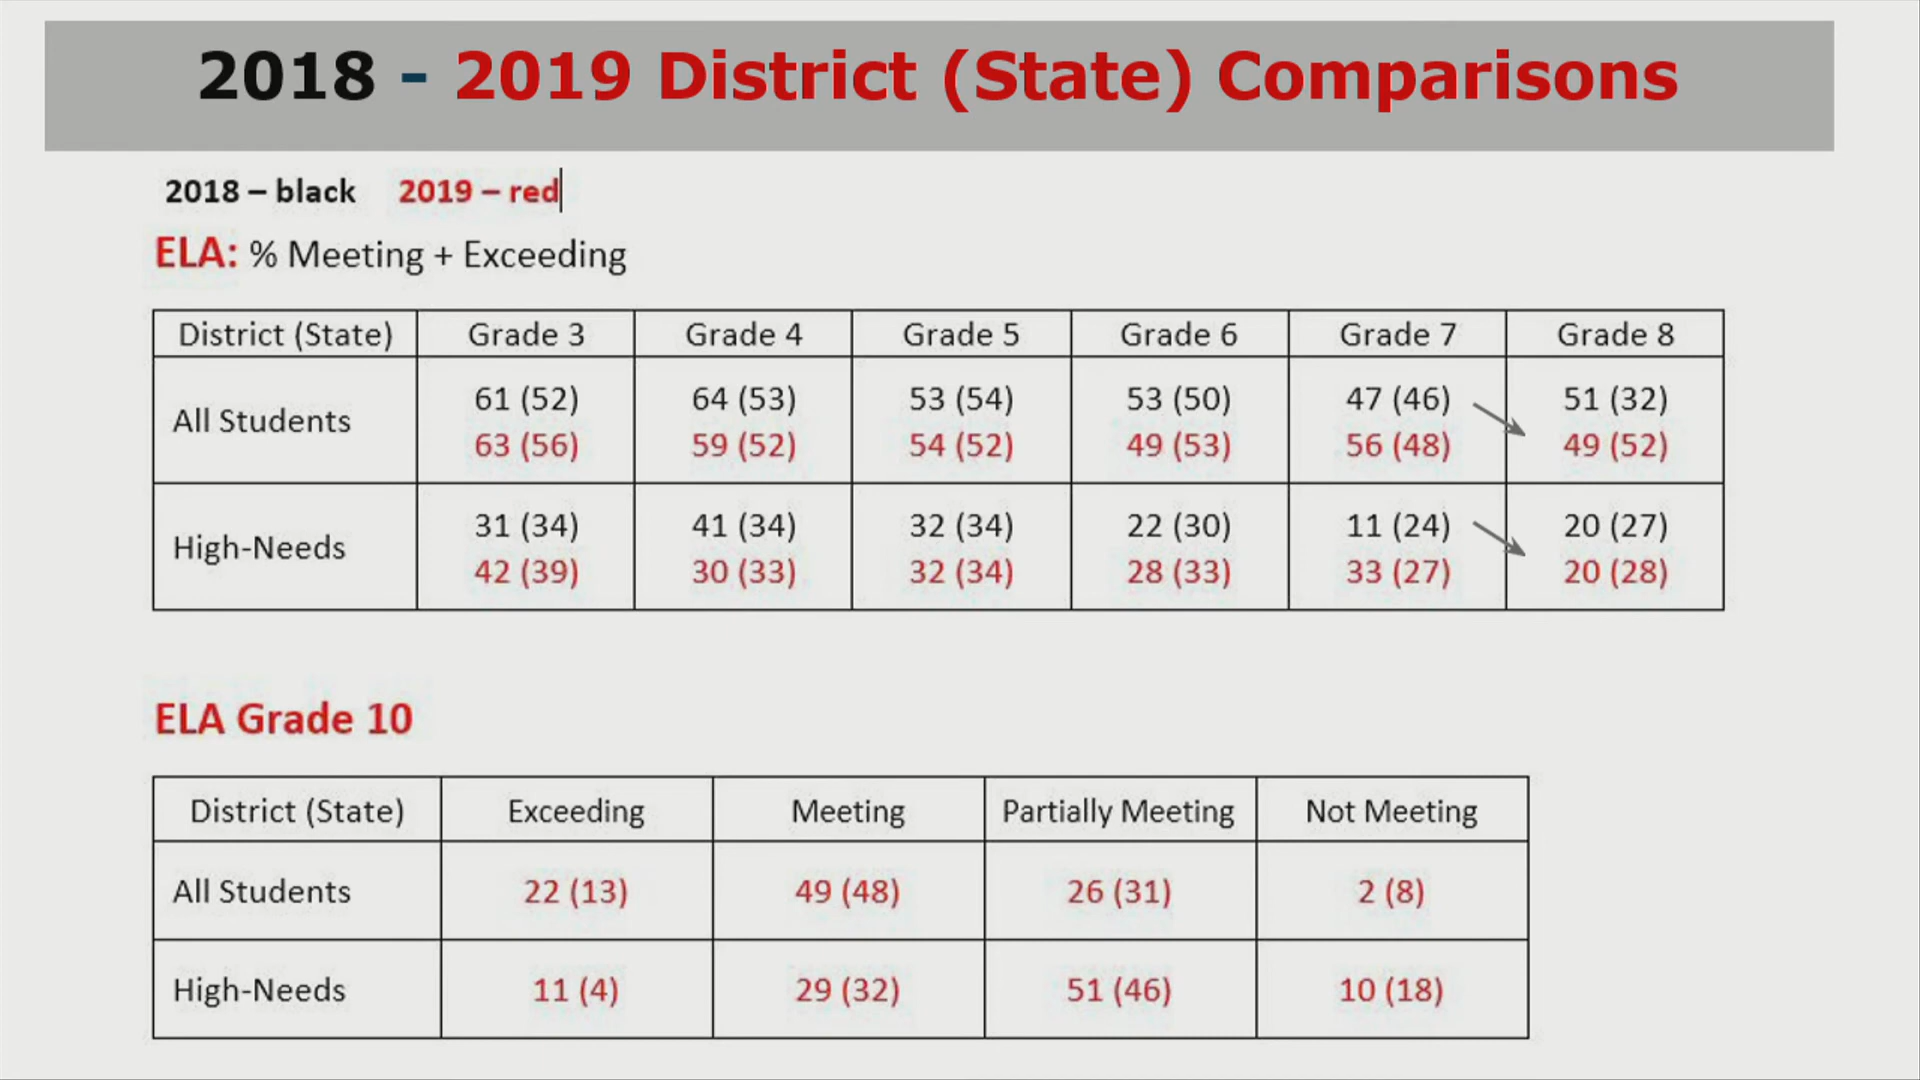 2018 - 2019 District (State) Comparisons
2018 – black 2019 – red
ELA: % Meeting + Exceeding
District (State) Grade 3 Grade 4 Grade 5 Grade 6 Grade 7 Grade 8
All Students
61 (52) 64 (53) 53 (54) 53 (50) 47 (46) 51 (32)
63 (56) 59 (52) 54 (52) 49 (53) 56 (48) 49 (52)
High-Needs
31 (34) 41 (34) 32 (34) 22 (30) 11 (24) 20 (27)
42 (39) 30 (33) 32 (34) 28 (33) 33 (27) 20 (28)
ELA Grade 10
District (State) Exceeding Meeting Partially Meeting Not Meeting
All Students 22 (13) 49 (48) 26 (31) 2 (8)
High-Needs 11 (4) 29 (32) 51 (46) 10 (18)